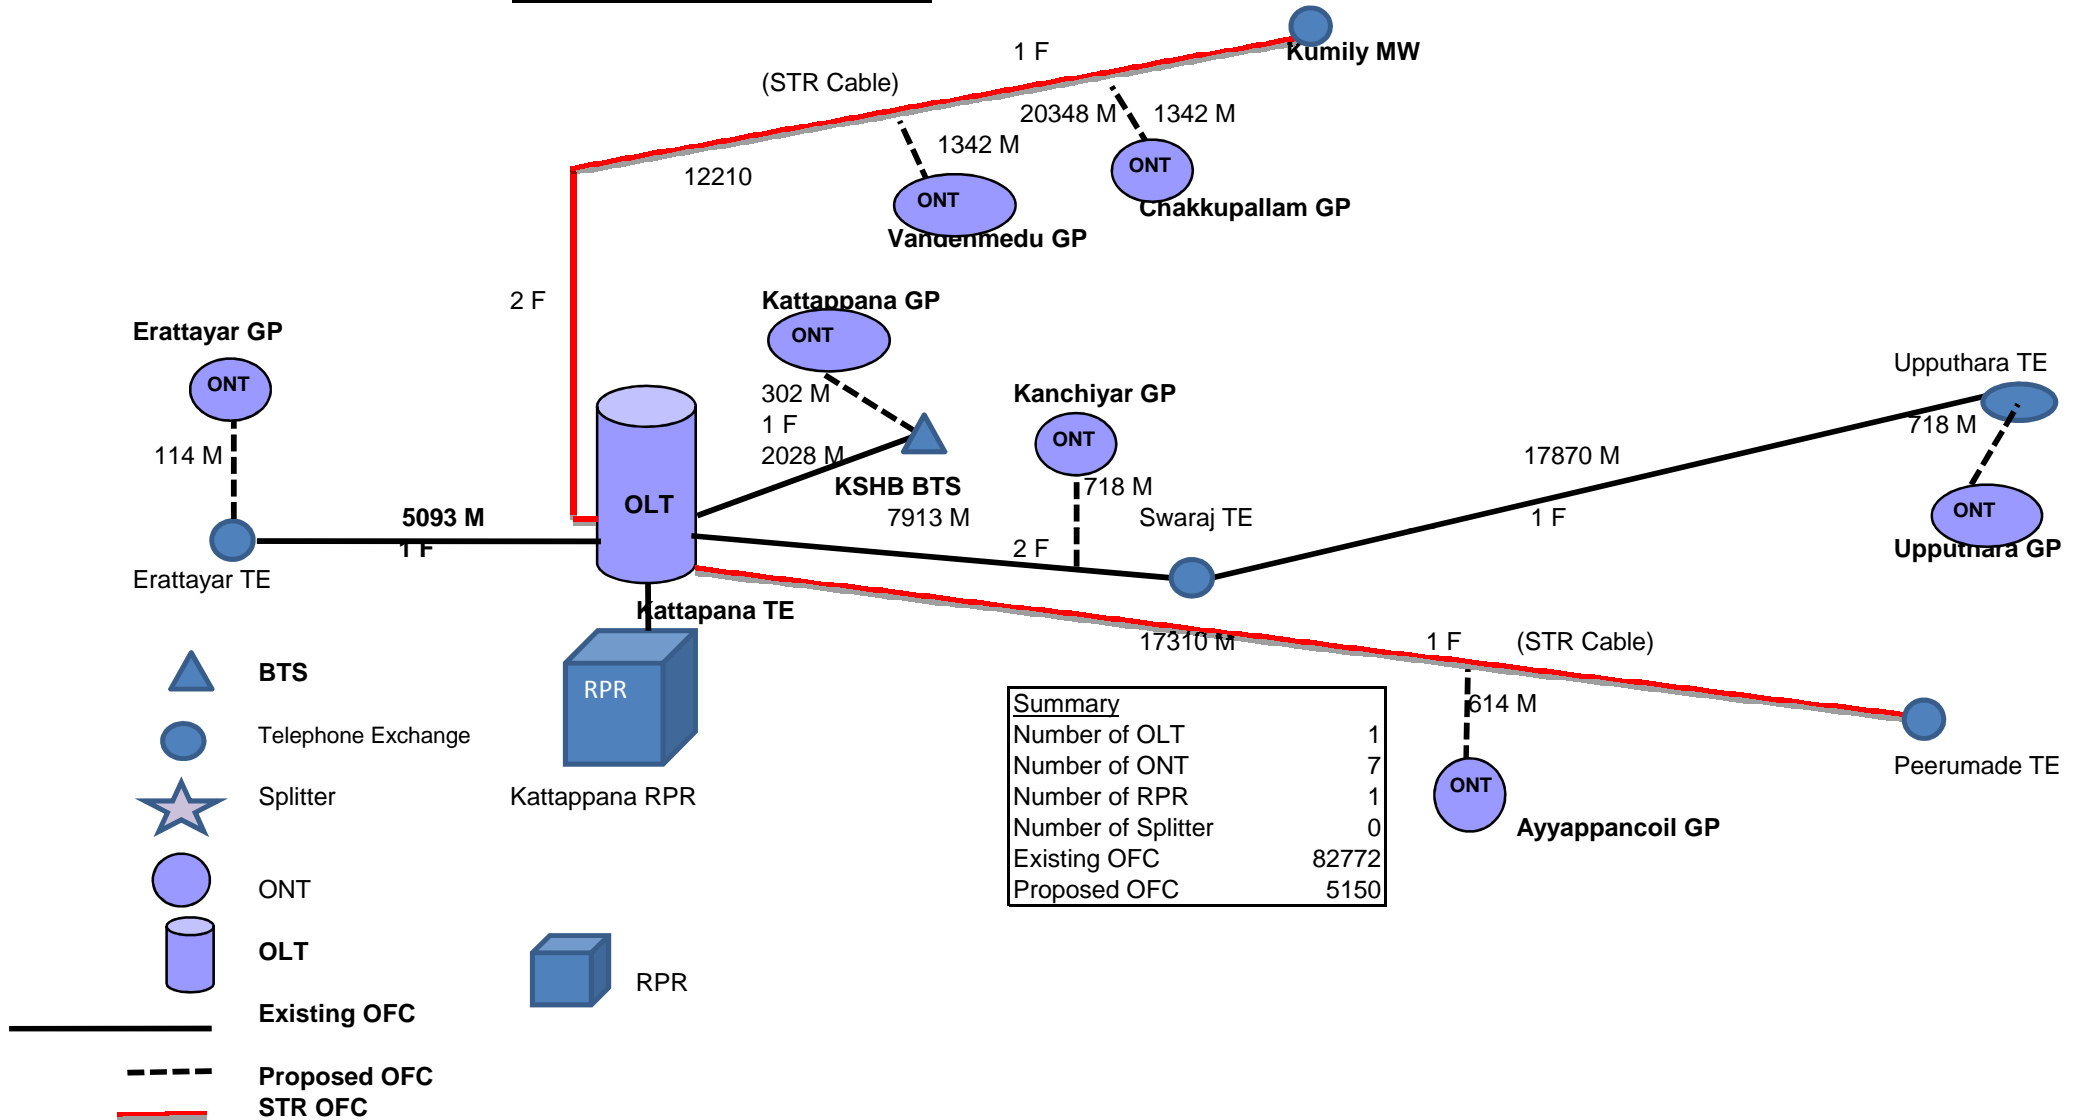 1 F
Kumily MW
(STR Cable)
20348 M
1342 M
1342 M
ONT
12210
ONT
Chakkupallam GP
Vandenmedu GP
2 F
Kattappana GP
Erattayar GP
ONT
Upputhara TE
ONT
302 M
Kanchiyar GP
1 F
718 M
114 M
2028 M
ONT
17870 M
KSHB BTS
718 M
OLT
5093 M
7913 M
Swaraj TE
1 F
ONT
1 F
2 F
Upputhara GP
Erattayar TE
Kattapana TE
17310 M
1 F
(STR Cable)
BTS
RPR
Summary
614 M
Telephone Exchange
Number of OLT 1
Number of ONT 7
Peerumade TE
Splitter
Kattappana RPR
Number of RPR 1
ONT
Number of Splitter 0
Ayyappancoil GP
Existing OFC 82772
ONT
Proposed OFC 5150
OLT
RPR
Existing OFC
Proposed OFC
STR OFC